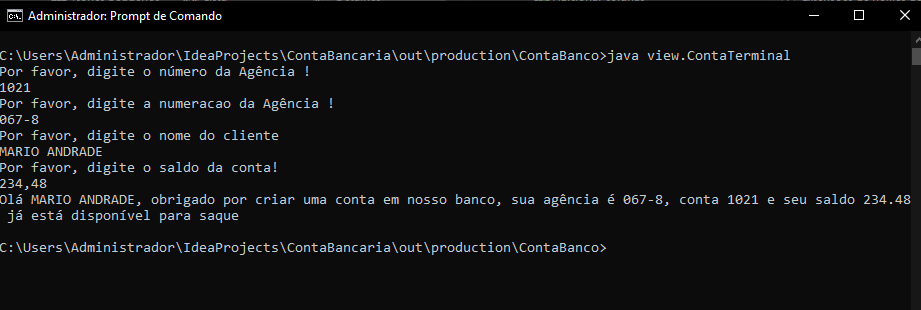 Administrador: Prompt de Comando
C:\Users\Administrador\IdeaProjects\ContaBancaria\out\production\ContaBanco>java view.ContaTerminal
Por favor, digite o número da Agência !
1021
Por favor, digite a numeracao da Agência !
067-8
Por favor, digite o nome do cliente
MARIO ANDRADE
Por favor, digite o saldo da conta!
234,48
Olá MARIO ANDRADE, obrigado por criar uma conta em nosso banco, sua agência é 067-8, conta 1021 e seu saldo 234.48
já está disponível para saque
C:\Users\Administrador\IdeaProjects\ContaBancaria\out\production\ContaBanco>